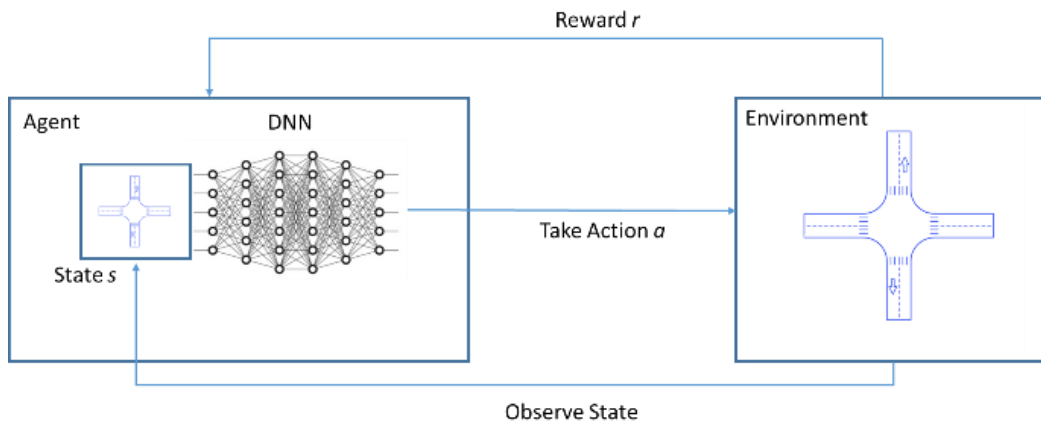 Reward r
Agent
DNN
Environment
Take Action a
State s
Observe State